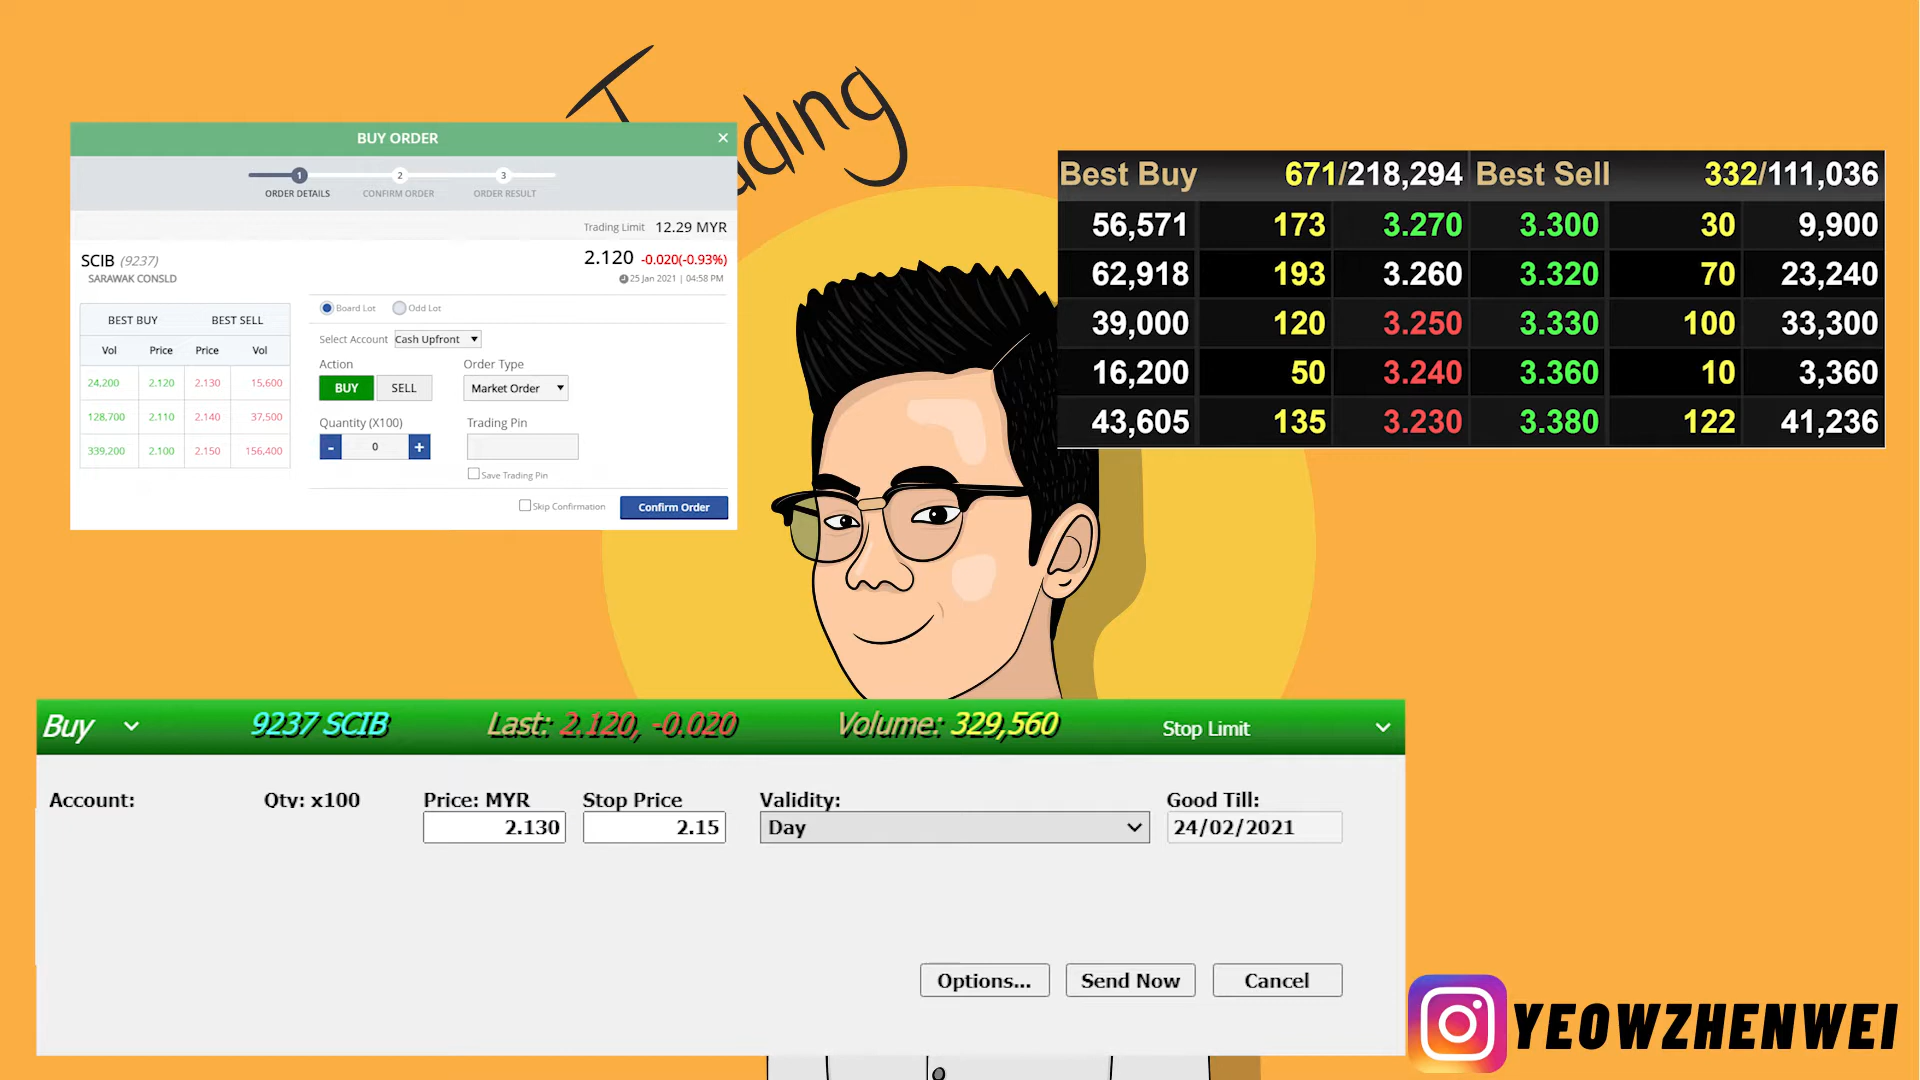 Trading
BUY ORDER
1 2 3
ORDER DETAILS CONFIRM ORDER ORDER RESULT
Trading Limit 12.29 MYR
SCIB (9237) 2.120 -0.020(-0.93%)
SARAWAK CONSLD 25 Jan 2021 | 04:58 PM
BEST BUY BEST SELL
Vol Price Price Vol
24,200 2.120 2.130 15,600
128,700 2.110 2.140 37,500
339,200 2.100 2.150 156,400
Board Lot Odd Lot
Select Account Cash Upfront
Action Order Type
BUY SELL Market Order
Quantity (X100) Trading Pin
- 0 +
Save Trading Pin
Skip Confirmation Confirm Order
Best Buy 671/218,294 Best Sell 332/111,036
56,571 173 3.270 3.300 30 9,900
62,918 193 3.260 3.320 70 23,240
39,000 120 3.250 3.330 100 33,300
16,200 50 3.240 3.360 10 3,360
43,605 135 3.230 3.380 122 41,236
Buy 9237 SCIB Last: 2.120, -0.020 Volume: 329,560 Stop Limit
Account: Qty: x100 Price: MYR Stop Price Validity: Good Till:
2.130 2.15 Day 24/02/2021
Options... Send Now Cancel
YEOWZHENWEI